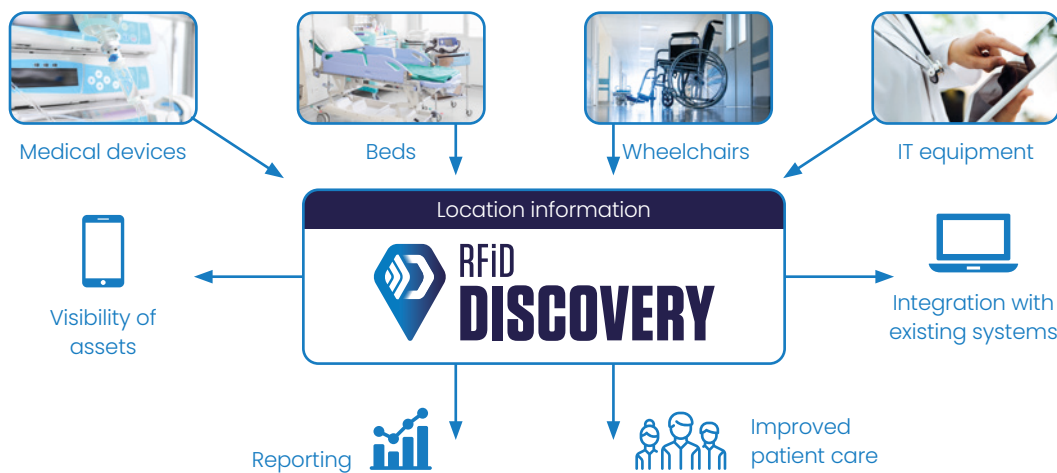 Medical devices
Beds
Wheelchairs
IT equipment
Location information
RFiD
DISCOVERY
Visibility of
assets
Integration with
existing systems
Reporting
Improved
patient care